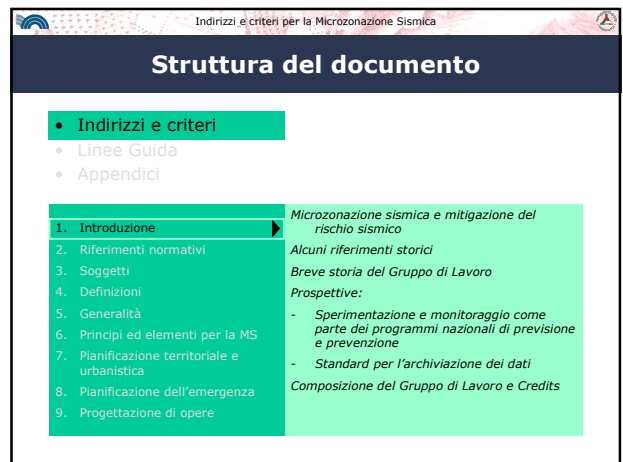 Indirizzi e criteri per la Microzonazione Sismica
Struttura del documento
• Indirizzi e criteri
• Linee Guida
• Appendici
1. Introduzione
2. Riferimenti normativi
3. Soggetti
4. Definizioni
5. Generalità
6. Principi ed elementi per la MS
7. Pianificazione territoriale e
urbanistica
8. Pianificazione dell'emergenza
9. Progettazione di opere
Microzonazione sismica e mitigazione del
rischio sismico
Alcuni riferimenti storici
Breve storia del Gruppo di Lavoro
Prospettive:
- Sperimentazione e monitoraggio come
parte dei programmi nazionali di previsione
e prevenzione
- Standard per l'archiviazione dei dati
Composizione del Gruppo di Lavoro e Credits